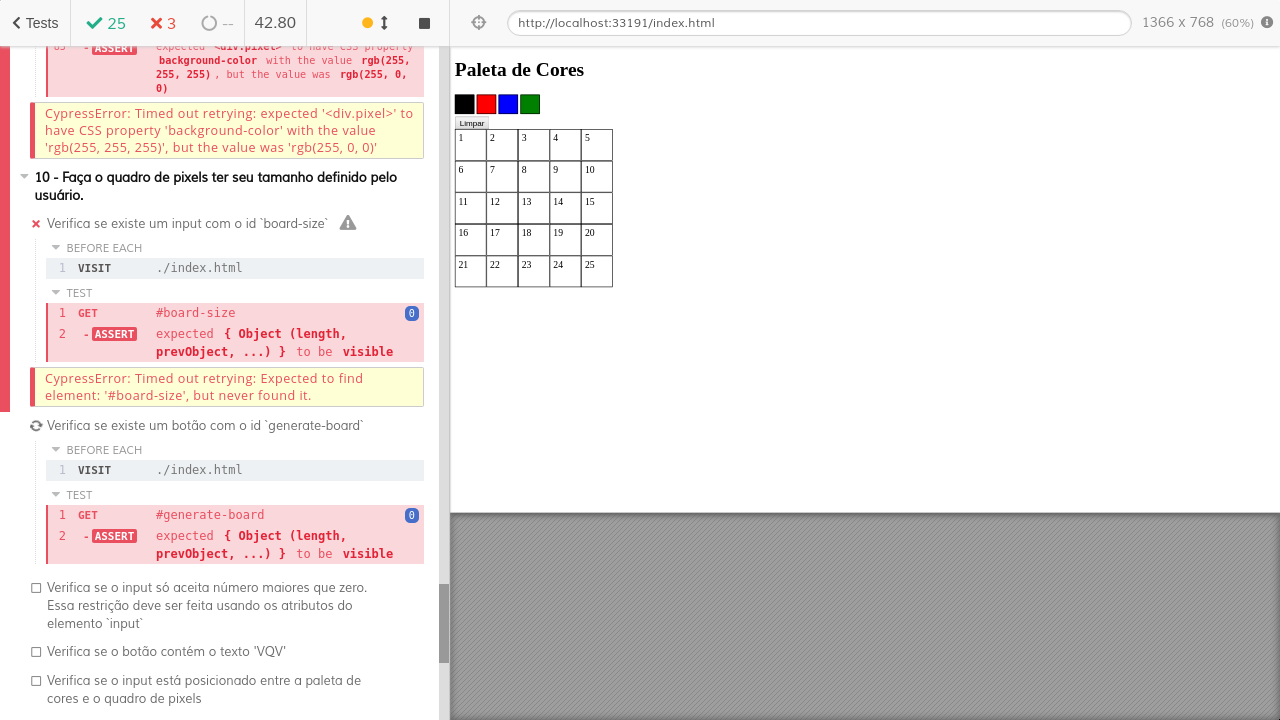 Tests 25 3 -- 42.80 http://localhost:33191/index.html 1366 x 768 (60%)
63 - ASSERT expected <div.pixel> to have CSS property
background-color with the value rgb(255,
255, 255), but the value was rgb(255, 0,
0)
CypressError: Timed out retrying: expected '<div.pixel>' to
have CSS property 'background-color' with the value
'rgb(255, 255, 255)', but the value was 'rgb(255, 0, 0)'
10 - Faça o quadro de pixels ter seu tamanho definido pelo
usuário.
Verifica se existe um input com o id `board-size`
BEFORE EACH
1 VISIT ./index.html
TEST
1 GET #board-size 0
2 - ASSERT expected { Object (length,
prevObject, ...) } to be visible
CypressError: Timed out retrying: Expected to find
element: '#board-size', but never found it.
Verifica se existe um botão com o id `generate-board`
BEFORE EACH
1 VISIT ./index.html
TEST
1 GET #generate-board 0
2 - ASSERT expected { Object (length,
prevObject, ...) } to be visible
Verifica se o input só aceita número maiores que zero.
Essa restrição deve ser feita usando os atributos do
elemento `input`
Verifica se o botão contém o texto 'VQV'
Verifica se o input está posicionado entre a paleta de
cores e o quadro de pixels
Paleta de Cores
Limpar
1 2 3 4 5
6 7 8 9 10
11 12 13 14 15
16 17 18 19 20
21 22 23 24 25